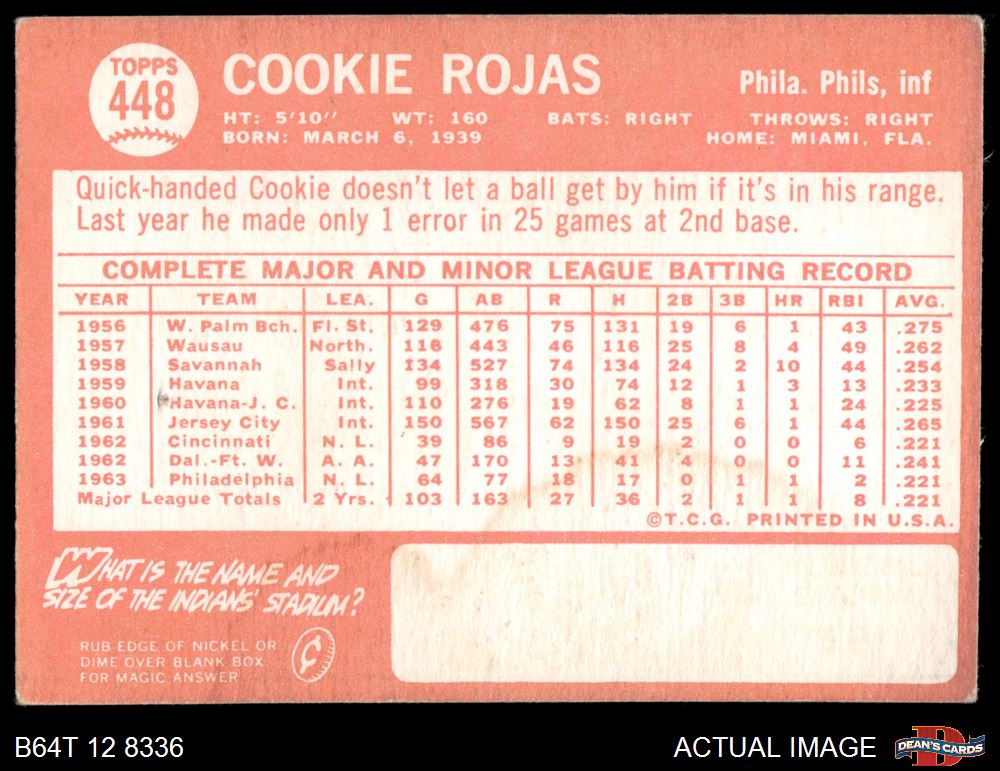 TOPPS
448
COOKIE ROJAS
Phila. Phils, inf
HT: 5'10" WT: 160 BATS: RIGHT THROWS: RIGHT
BORN: MARCH 6, 1939 HOME: MIAMI, FLA.
Quick-handed Cookie doesn't let a ball get by him if it's in his range.
Last year he made only 1 error in 25 games at 2nd base.
COMPLETE MAJOR AND MINOR LEAGUE BATTING RECORD
YEAR TEAM LEA. G AB R H 2B 3B HR RBI AVG.
1956 W. Palm Bch. Fl. St. 129 476 75 131 19 6 1 43 .275
1957 Wausau North. 116 443 46 116 25 8 4 49 .262
1958 Savannah Sally 134 527 74 134 24 2 10 44 .254
1959 Havana Int. 99 318 30 74 12 1 3 13 .233
1960 Havana-J. C. Int. 110 276 19 62 8 1 1 24 .225
1961 Jersey City Int. 150 567 62 150 25 6 1 44 .265
1962 Cincinnati N. L. 39 86 9 19 2 0 0 6 .221
1962 Dal.-Ft. W. A. A. 47 170 13 41 4 0 0 11 .241
1963 Philadelphia N. L. 64 77 18 17 0 1 1 2 .221
Major League Totals 2 Yrs. 103 163 27 36 2 1 1 8 .221
©T.C.G. PRINTED IN U.S.A.
WHAT IS THE NAME AND
SIZE OF THE INDIANS' STADIUM?
RUB EDGE OF NICKEL OR
DIME OVER BLANK BOX
FOR MAGIC ANSWER
¢
B64T 12 8336
ACTUAL IMAGE
D
DEAN'S CARDS